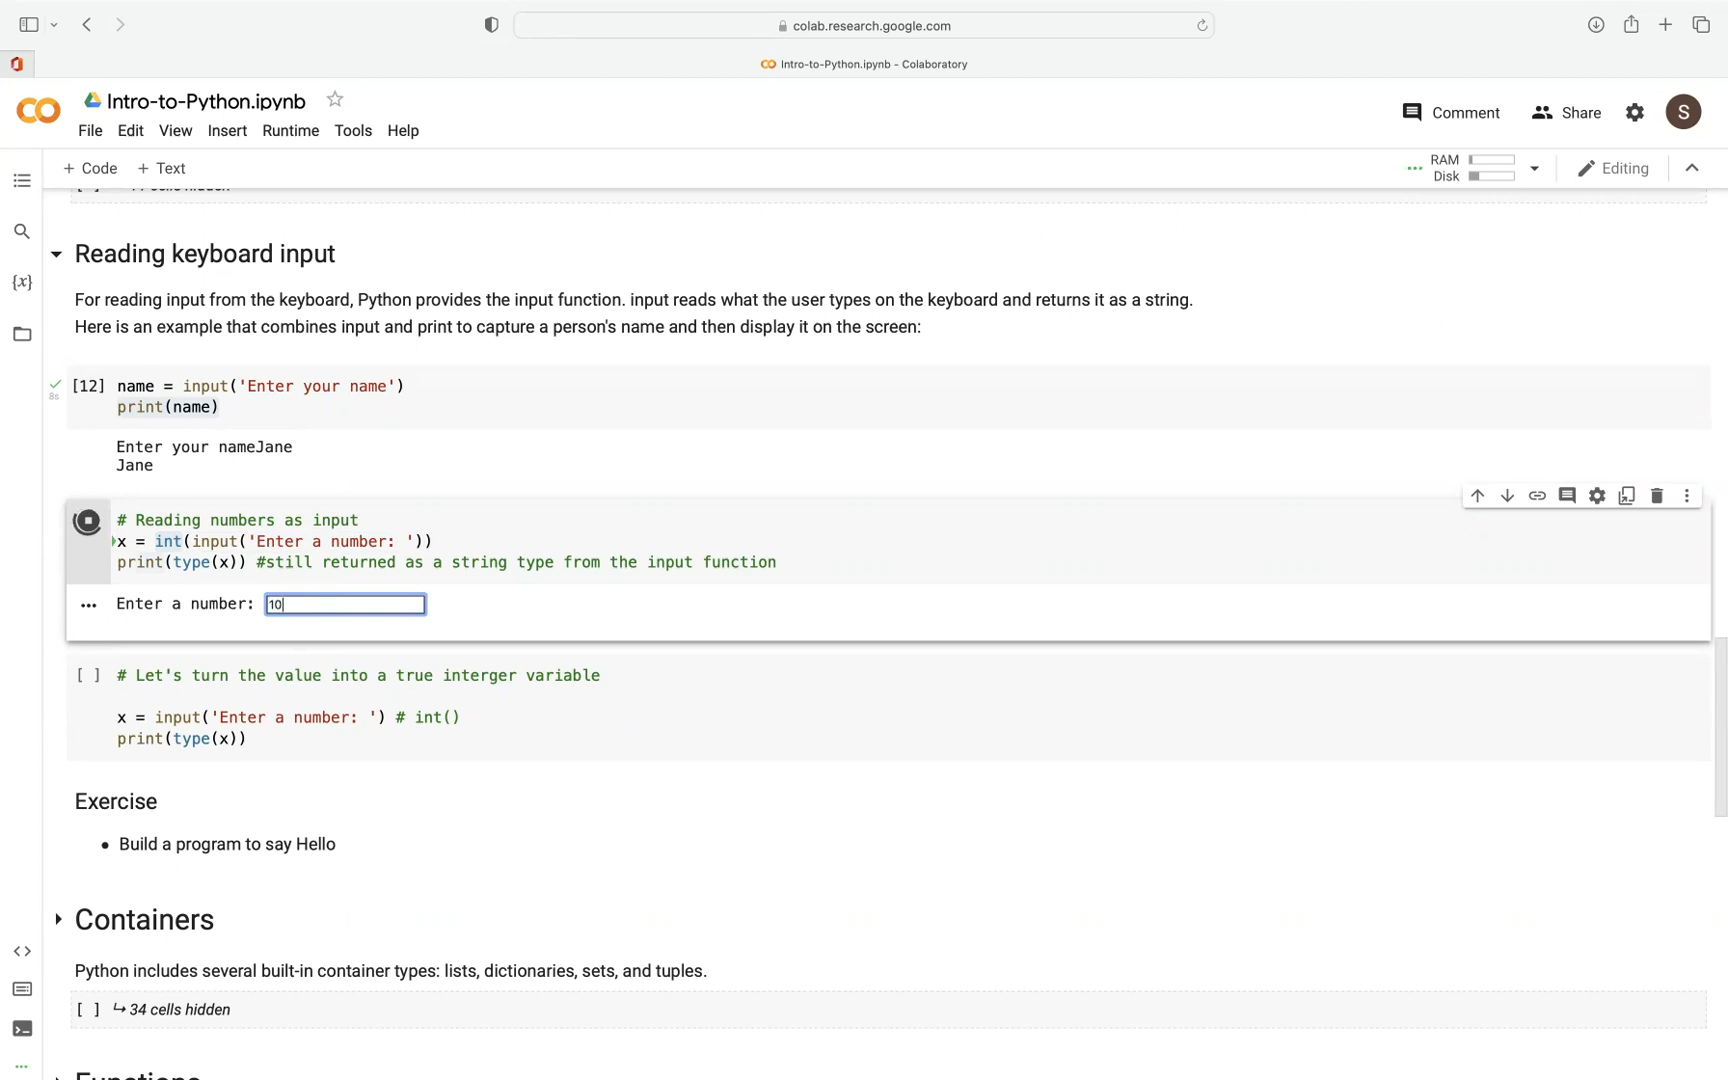 colab.research.google.com
Intro-to-Python.ipynb - Colaboratory
Intro-to-Python.ipynb
Comment
Share
S
File Edit View Insert Runtime Tools Help
+ Code + Text
RAM
Disk
Editing
cells hidden
Reading keyboard input
For reading input from the keyboard, Python provides the input function. input reads what the user types on the keyboard and returns it as a string.
Here is an example that combines input and print to capture a person's name and then display it on the screen:
[12] name = input('Enter your name')
8s
print(name)
Enter your nameJane
Jane
# Reading numbers as input
x = int(input('Enter a number: '))
print(type(x)) #still returned as a string type from the input function
••• Enter a number: 10
[ ] # Let's turn the value into a true interger variable
x = input('Enter a number: ') # int()
print(type(x))
Exercise
• Build a program to say Hello
Containers
Python includes several built-in container types: lists, dictionaries, sets, and tuples.
[ ] ↳ 34 cells hidden
Functions